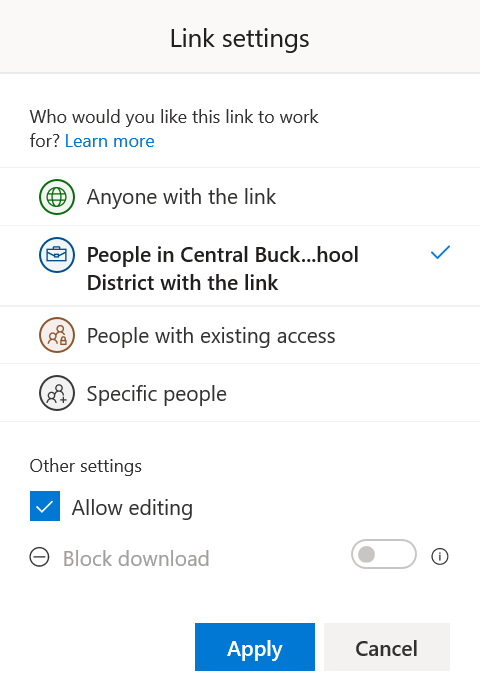 Link settings
Who would you like this link to work
for? Learn more
Anyone with the link
People in Central Buck...hool
District with the link
People with existing access
Specific people
Other settings
Allow editing
Block download
Apply
Cancel